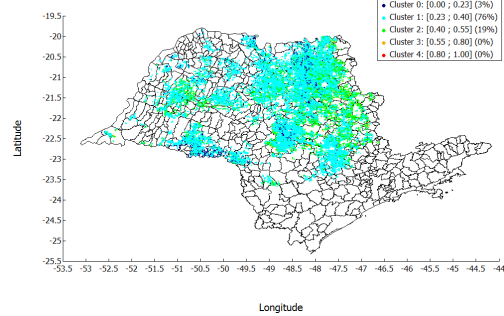 Cluster 0: [0.00 ; 0.23] (3%)
Cluster 1: [0.23 ; 0.40] (76%)
Cluster 2: [0.40 ; 0.55] (19%)
Cluster 3: [0.55 ; 0.80] (0%)
Cluster 4: [0.80 ; 1.00] (0%)
-19.5
-20
-20.5
-21
-21.5
-22
-22.5
-23
-23.5
-24
-24.5
-25
-25.5
Latitude
-53.5 -53 -52.5 -52 -51.5 -51 -50.5 -50 -49.5 -49 -48.5 -48 -47.5 -47 -46.5 -46 -45.5 -45 -44.5 -44
Longitude